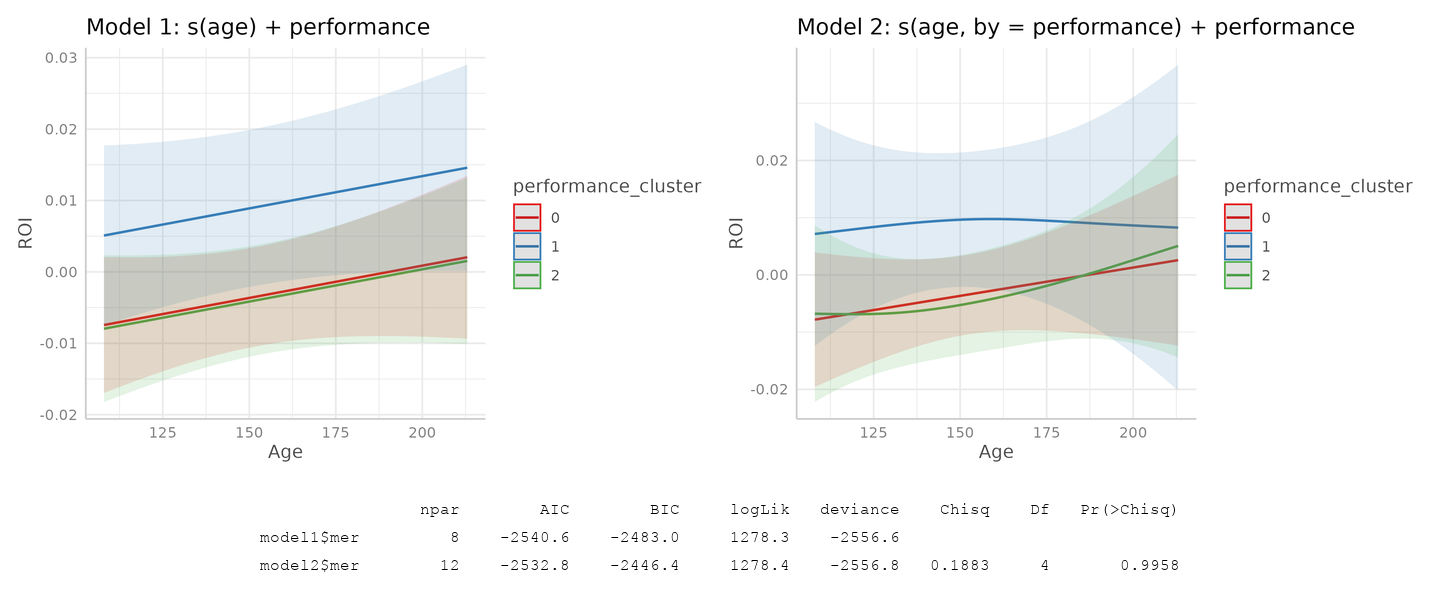 Model 1: s(age) + performance
0.03
0.02
0.01
0.00
-0.01
-0.02
ROI
125 150 175 200
Age
performance_cluster
0
1
2
Model 2: s(age, by = performance) + performance
0.02
0.00
-0.02
ROI
125 150 175 200
Age
performance_cluster
0
1
2
npar AIC BIC logLik deviance Chisq Df Pr(>Chisq)
model1$mer 8 -2540.6 -2483.0 1278.3 -2556.6
model2$mer 12 -2532.8 -2446.4 1278.4 -2556.8 0.1883 4 0.9958